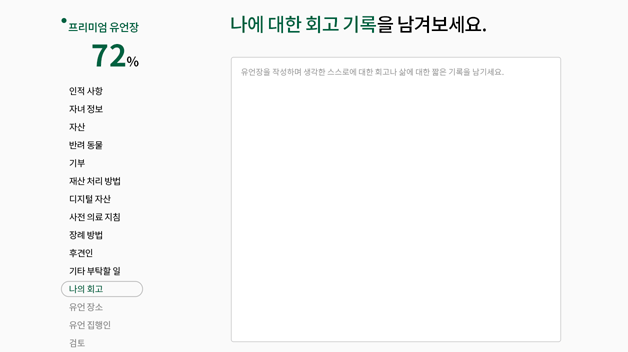 프리미엄 유언장
72%
인적 사항
자녀 정보
자산
반려 동물
기부
재산 처리 방법
디지털 자산
사전 의료 지침
장례 방법
후견인
기타 부탁할 일
나의 회고
유언 장소
유언 집행인
검토
나에 대한 회고 기록을 남겨보세요.
유언장을 작성하며 생각한 스스로에 대한 회고나 삶에 대한 짧은 기록을 남기세요.